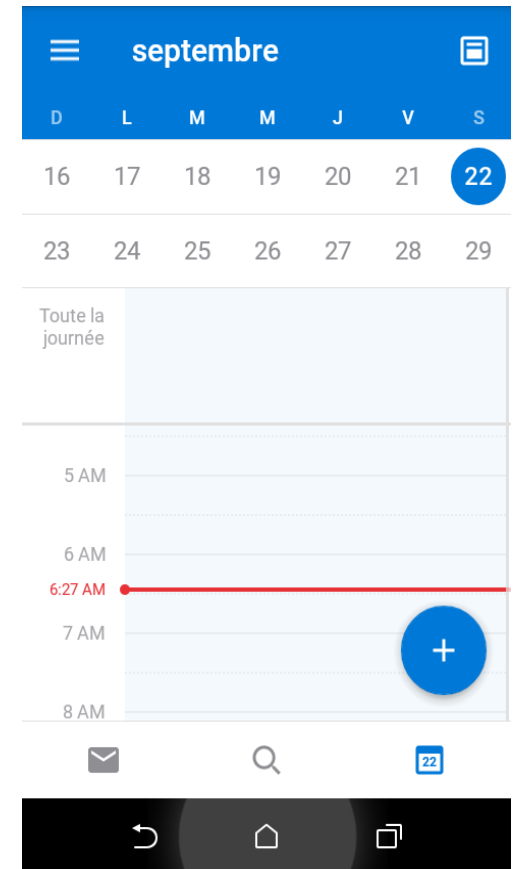 septembre
D L M M J V S
16 17 18 19 20 21 22
23 24 25 26 27 28 29
Toute la
journée
5 AM
6 AM
6:27 AM
7 AM
8 AM
22